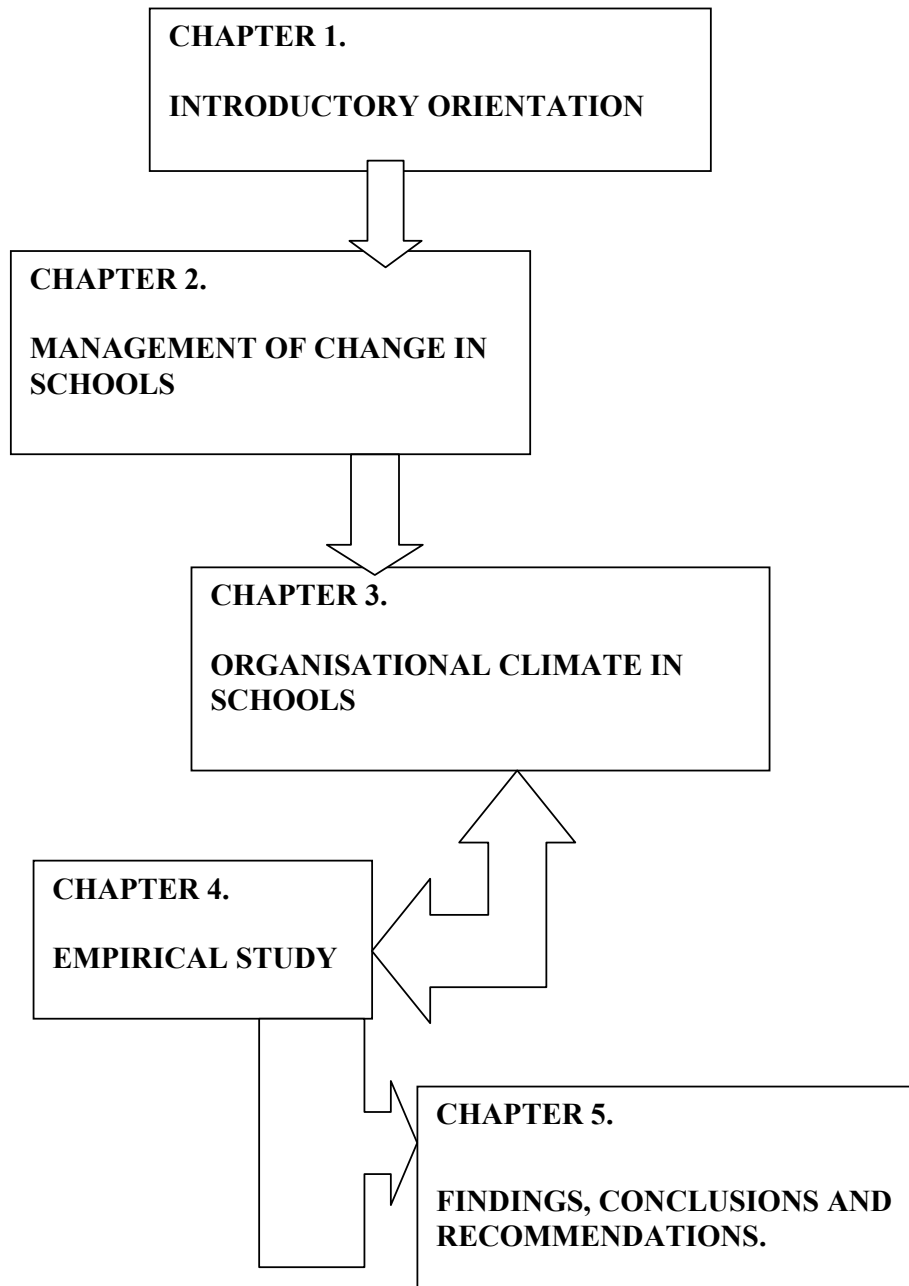 CHAPTER 1.
INTRODUCTORY ORIENTATION
CHAPTER 2.
MANAGEMENT OF CHANGE IN
SCHOOLS
CHAPTER 3.
ORGANISATIONAL CLIMATE IN
SCHOOLS
CHAPTER 4.
EMPIRICAL STUDY
CHAPTER 5.
FINDINGS, CONCLUSIONS AND
RECOMMENDATIONS.